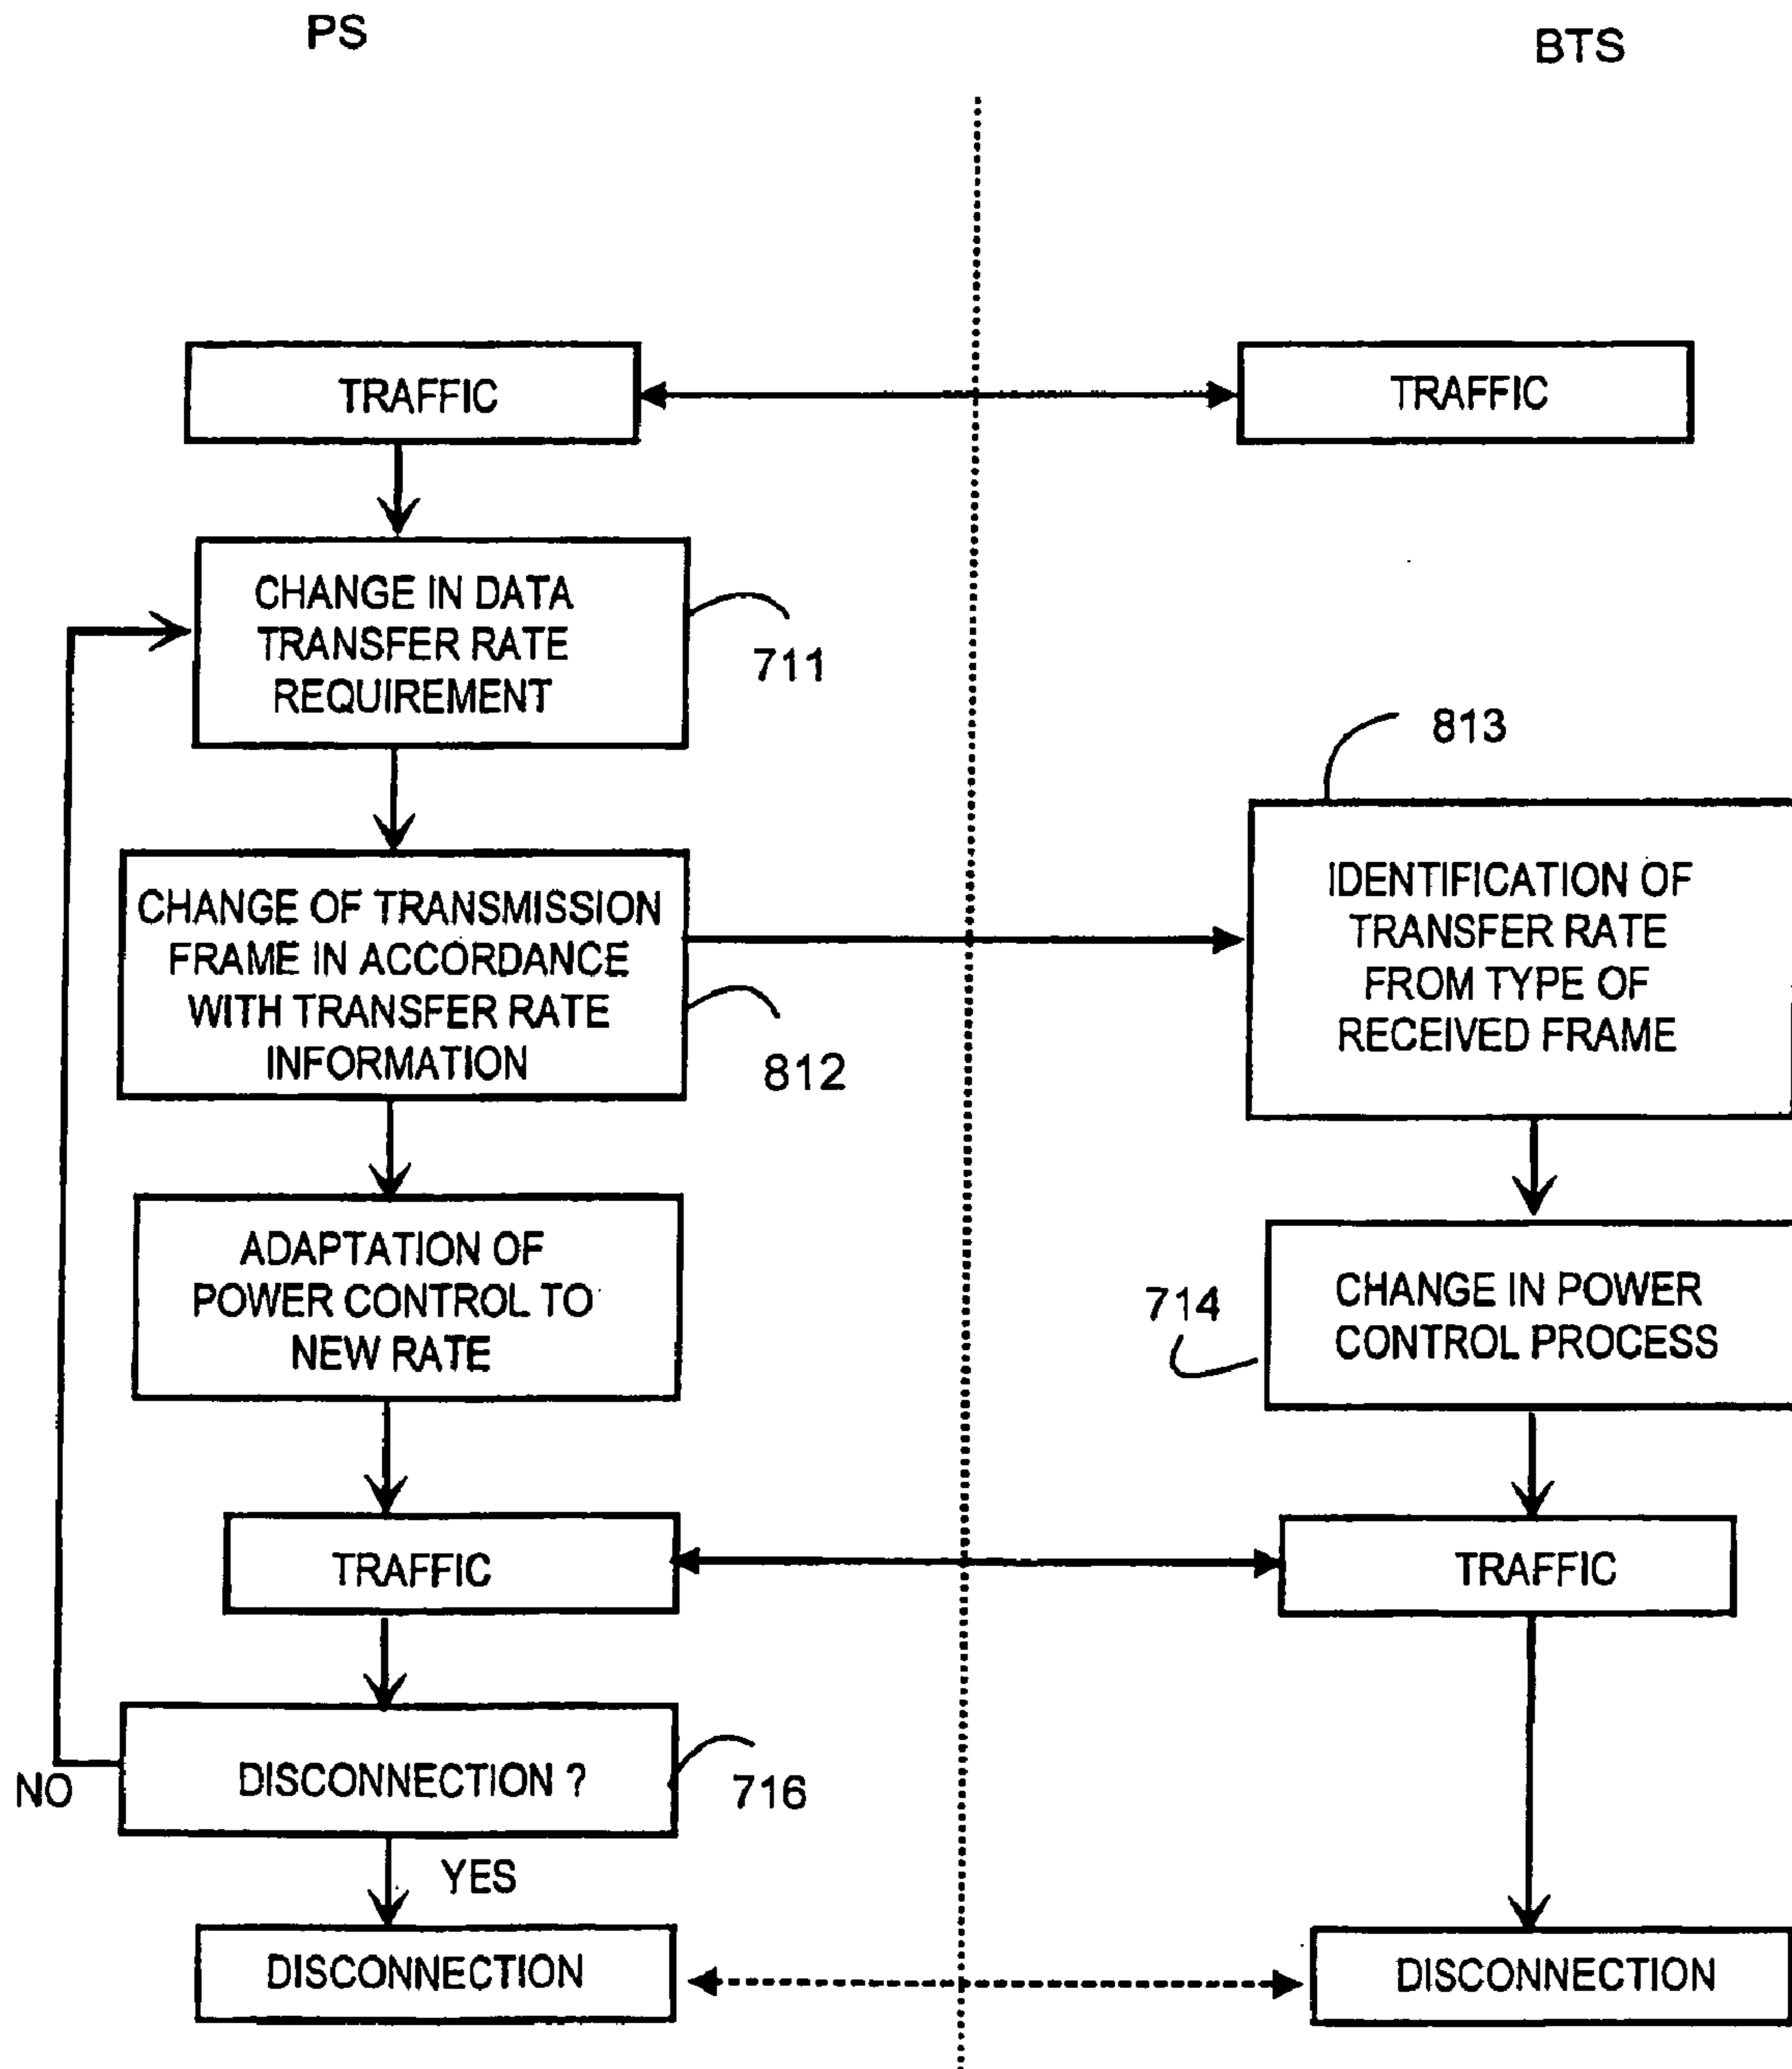 PS
BTS
TRAFFIC
TRAFFIC
CHANGE IN DATA
TRANSFER RATE
REQUIREMENT
711
813
CHANGE OF TRANSMISSION
FRAME IN ACCORDANCE
WITH TRANSFER RATE
INFORMATION
812
IDENTIFICATION OF
TRANSFER RATE
FROM TYPE OF
RECEIVED FRAME
ADAPTATION OF
POWER CONTROL TO
NEW RATE
714
CHANGE IN POWER
CONTROL PROCESS
TRAFFIC
TRAFFIC
NO
DISCONNECTION ?
716
YES
DISCONNECTION
DISCONNECTION